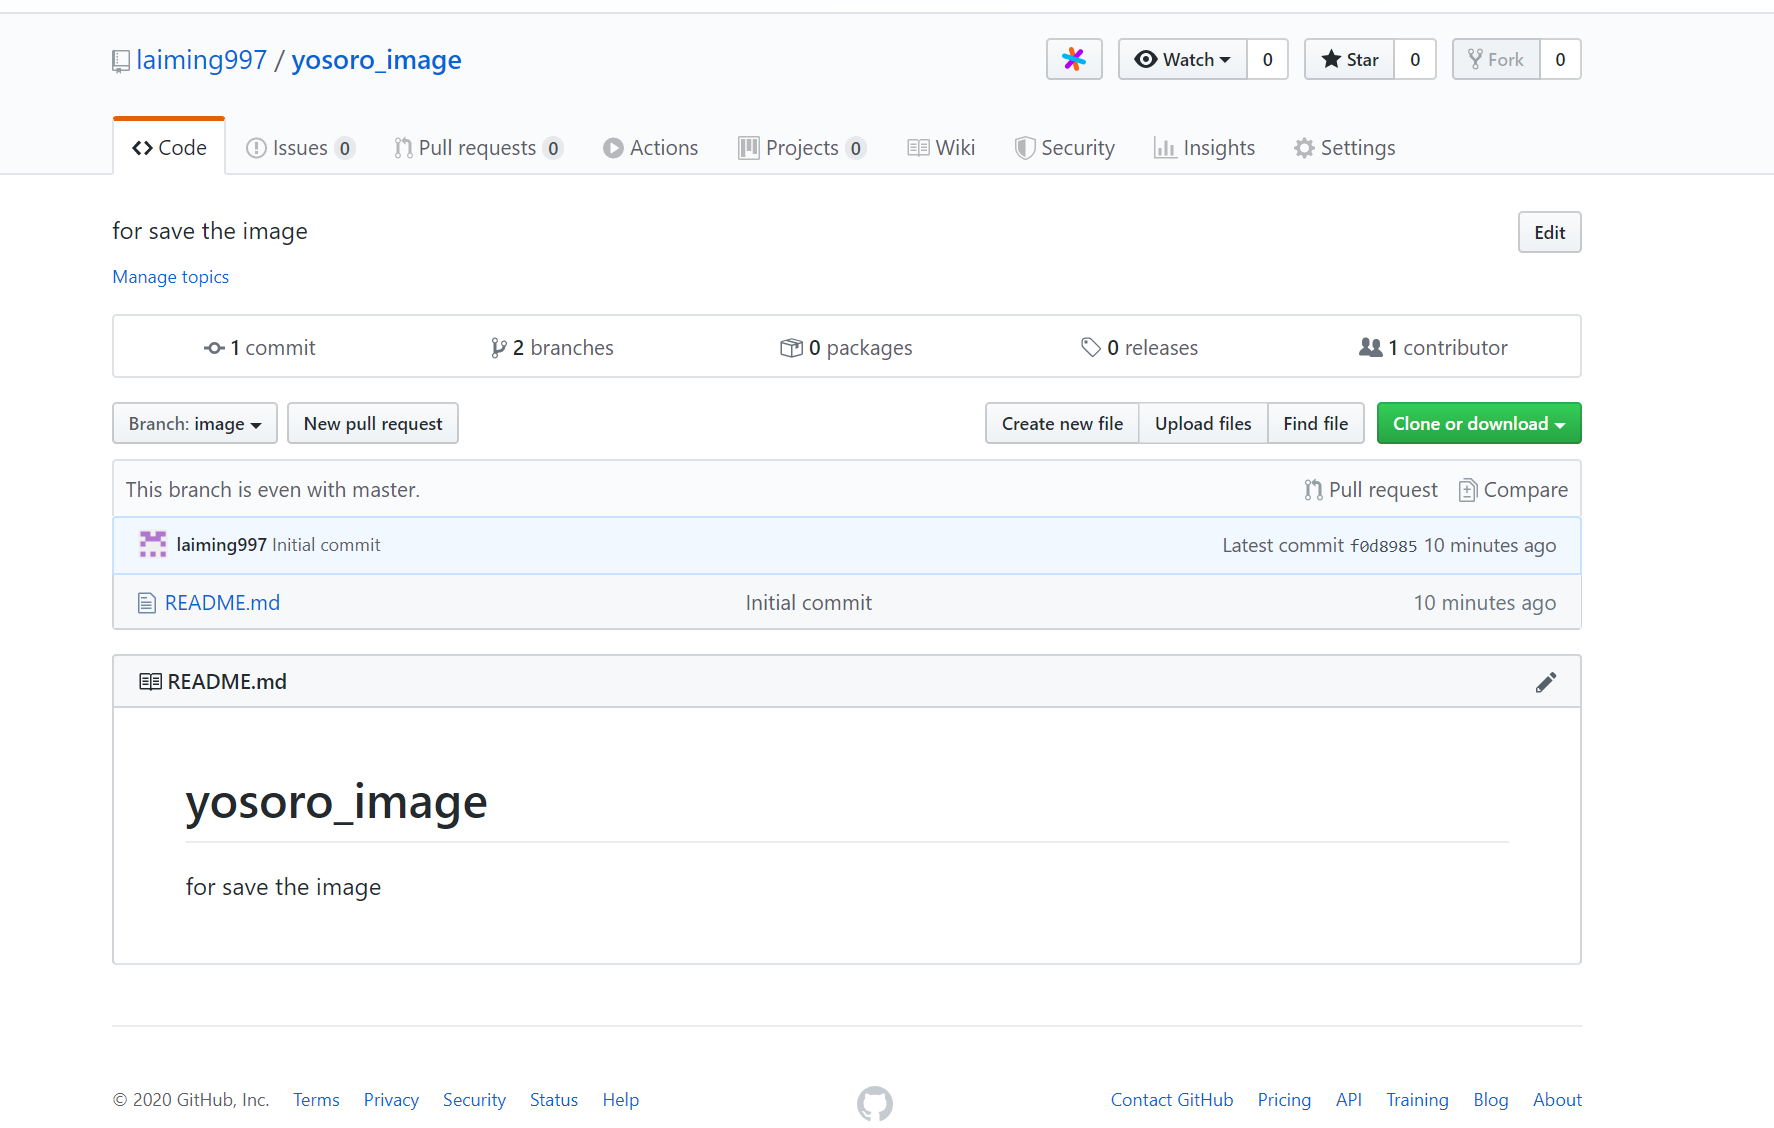 laiming997 / yosoro_image
Watch 0 Star 0 Fork 0
Code Issues 0 Pull requests 0 Actions Projects 0 Wiki Security Insights Settings
for save the image
Edit
Manage topics
1 commit 2 branches 0 packages 0 releases 1 contributor
Branch: image New pull request Create new file Upload files Find file Clone or download
This branch is even with master. Pull request Compare
laiming997 Initial commit Latest commit f0d8985 10 minutes ago
README.md Initial commit 10 minutes ago
README.md
yosoro_image
for save the image
© 2020 GitHub, Inc. Terms Privacy Security Status Help Contact GitHub Pricing API Training Blog About